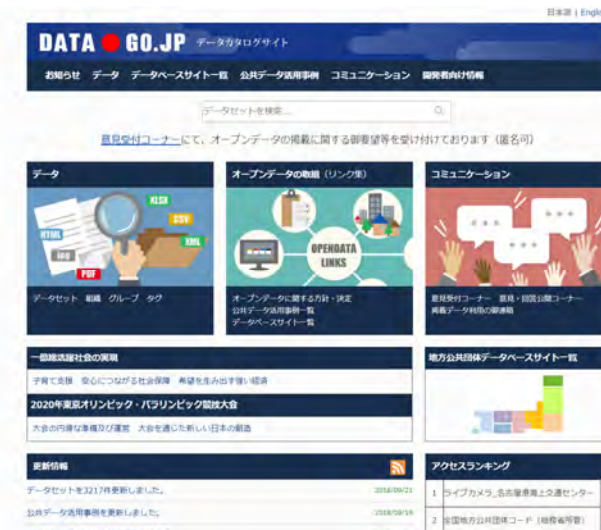 日本語 | Englis
DATA GO.JP データカタログサイト
お知らせ データ データベースサイト一覧 公共データ活用事例 コミュニケーション 開発者向け情報
データセットを検索...
意見受付コーナーにて、オープンデータの掲載に関する御要望等を受け付けております（匿名可）
データ
XLSX
CSV
HTML
XML
jpg
PDF
データセット 組織 グループ タグ
オープンデータの取組（リンク集）
OPENDATA
LINKS
オープンデータに関する方針・決定
公共データ活用事例一覧
データベースサイト一覧
コミュニケーション
意見受付コーナー 意見・回答公開コーナー
掲載データ利用の御連絡
一億総活躍社会の実現
子育て支援 安心につながる社会保障 希望を生み出す強い経済
2020年東京オリンピック・パラリンピック競技大会
大会の円滑な準備及び運営 大会を通じた新しい日本の創造
地方公共団体データベースサイト一覧
更新情報
データセットを3217件更新しました。 2018/09/21
公共データ活用事例を更新しました。 2018/09/19
アクセスランキング
1 ライブカメラ_名古屋港海上交通センター
2 全国地方公共団体コード（総務省所管）